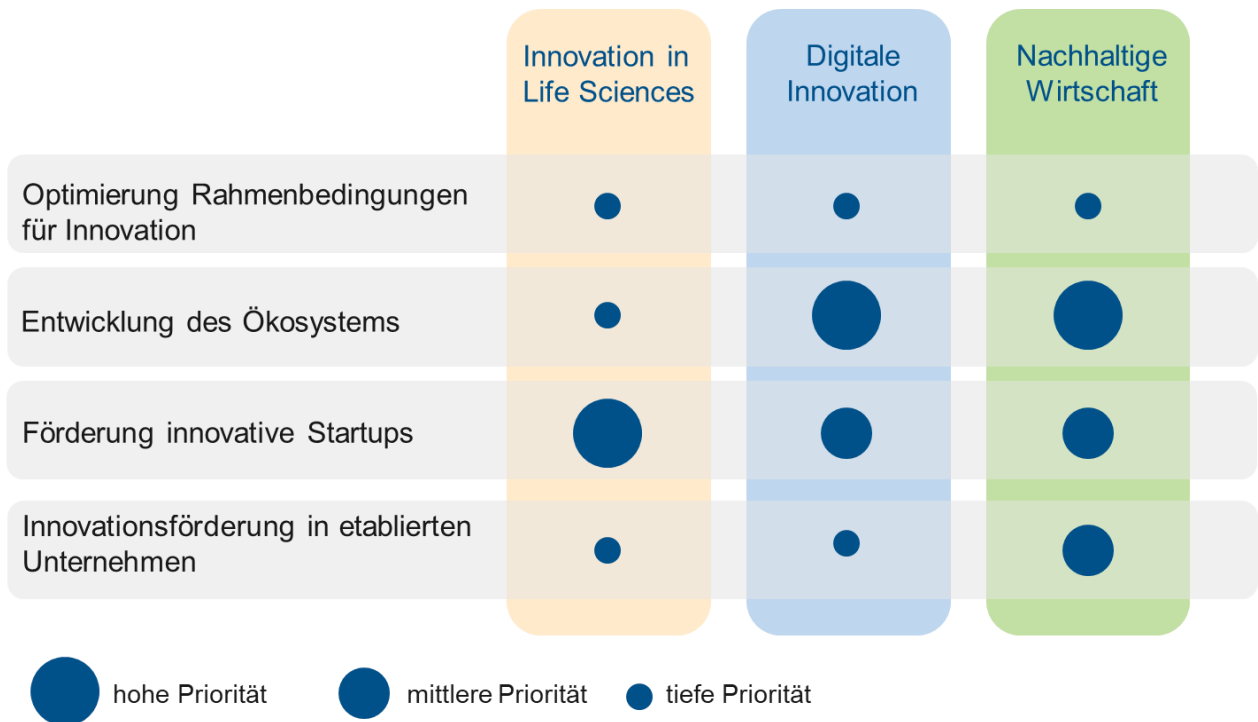 Innovation in
Life Sciences
Digitale
Innovation
Nachhaltige
Wirtschaft
Optimierung Rahmenbedingungen
für Innovation
Entwicklung des Ökosystems
Förderung innovative Startups
Innovationsförderung in etablierten
Unternehmen
hohe Priorität
mittlere Priorität
tiefe Priorität